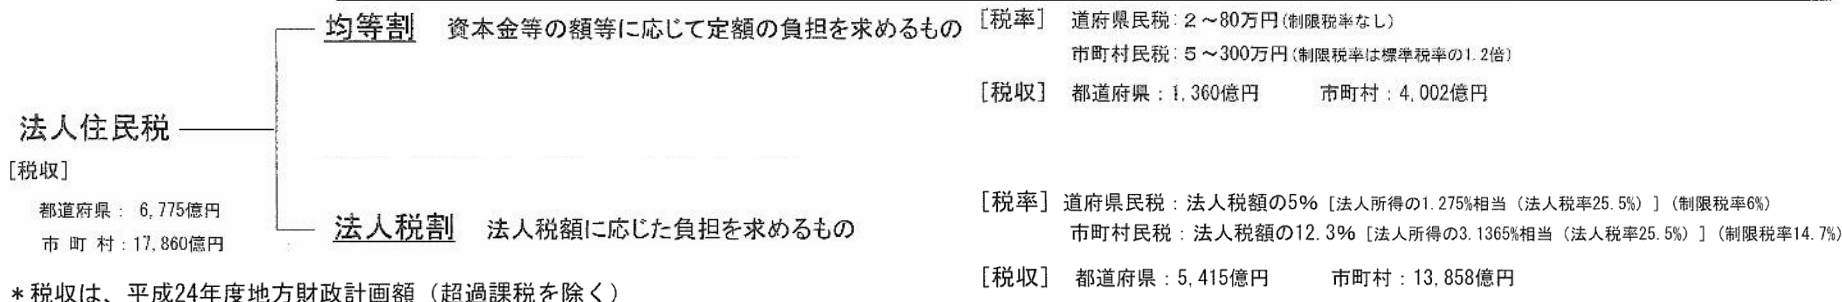 均等割 資本金等の額等に応じて定額の負担を求めるもの
[税率] 道府県民税:2～80万円(制限税率なし)
市町村民税:5～300万円(制限税率は標準税率の1.2倍)
[税収] 都道府県:1,360億円 市町村:4,002億円
法人住民税
[税収]
都道府県: 6,775億円
市町村:17,860億円
法人税割 法人税額に応じた負担を求めるもの
[税率] 道府県民税:法人税額の5% [法人所得の1.275%相当(法人税率25.5%)](制限税率6%)
市町村民税:法人税額の12.3% [法人所得の3.1365%相当(法人税率25.5%)](制限税率14.7%)
[税収] 都道府県:5,415億円 市町村:13,858億円
*税収は、平成24年度地方財政計画額(超過課税を除く)